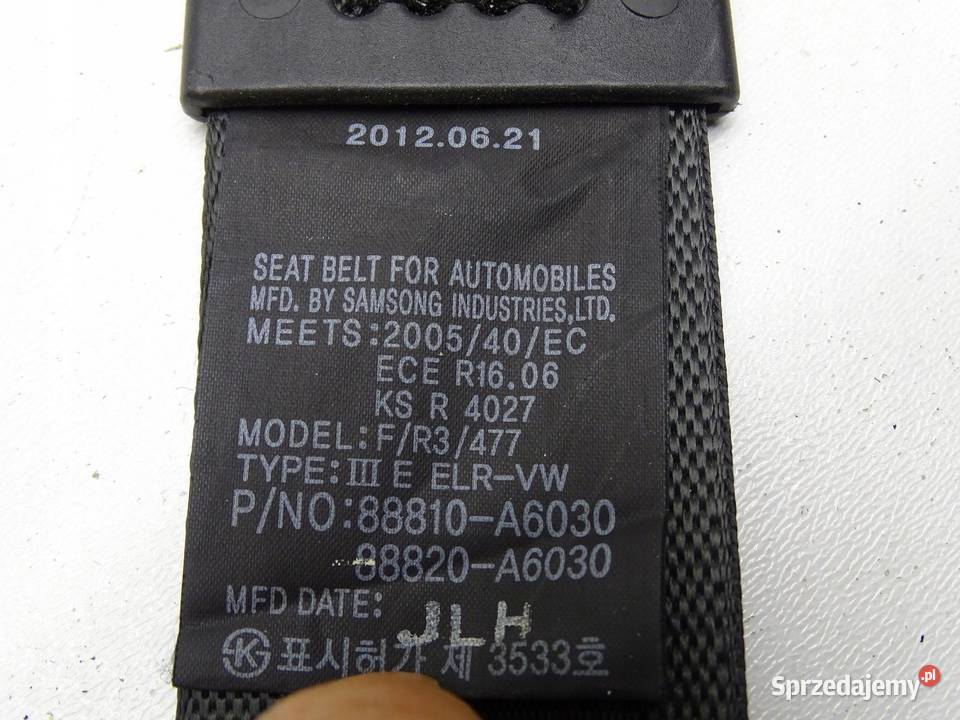 2012.06.21
SEAT BELT FOR AUTOMOBILES
MFD. BY SAMSONG INDUSTRIES,LTD.
MEETS:2005/40/EC
ECE R16.06
KS R 4027
MODEL:F/R3/477
TYPE:Ⅲ E ELR-VW
P/NO:88810-A6030
88820-A6030
MFD DATE:
JLH
K 표시허가 제 3533호
Sprzedajemy.pl